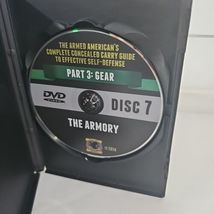 THE ARMED AMERICAN'S
COMPLETE CONCEALED CARRY GUIDE
TO EFFECTIVE SELF-DEFENSE
PART 3: GEAR
DVD
VIDEO
DISC 7
THE ARMORY